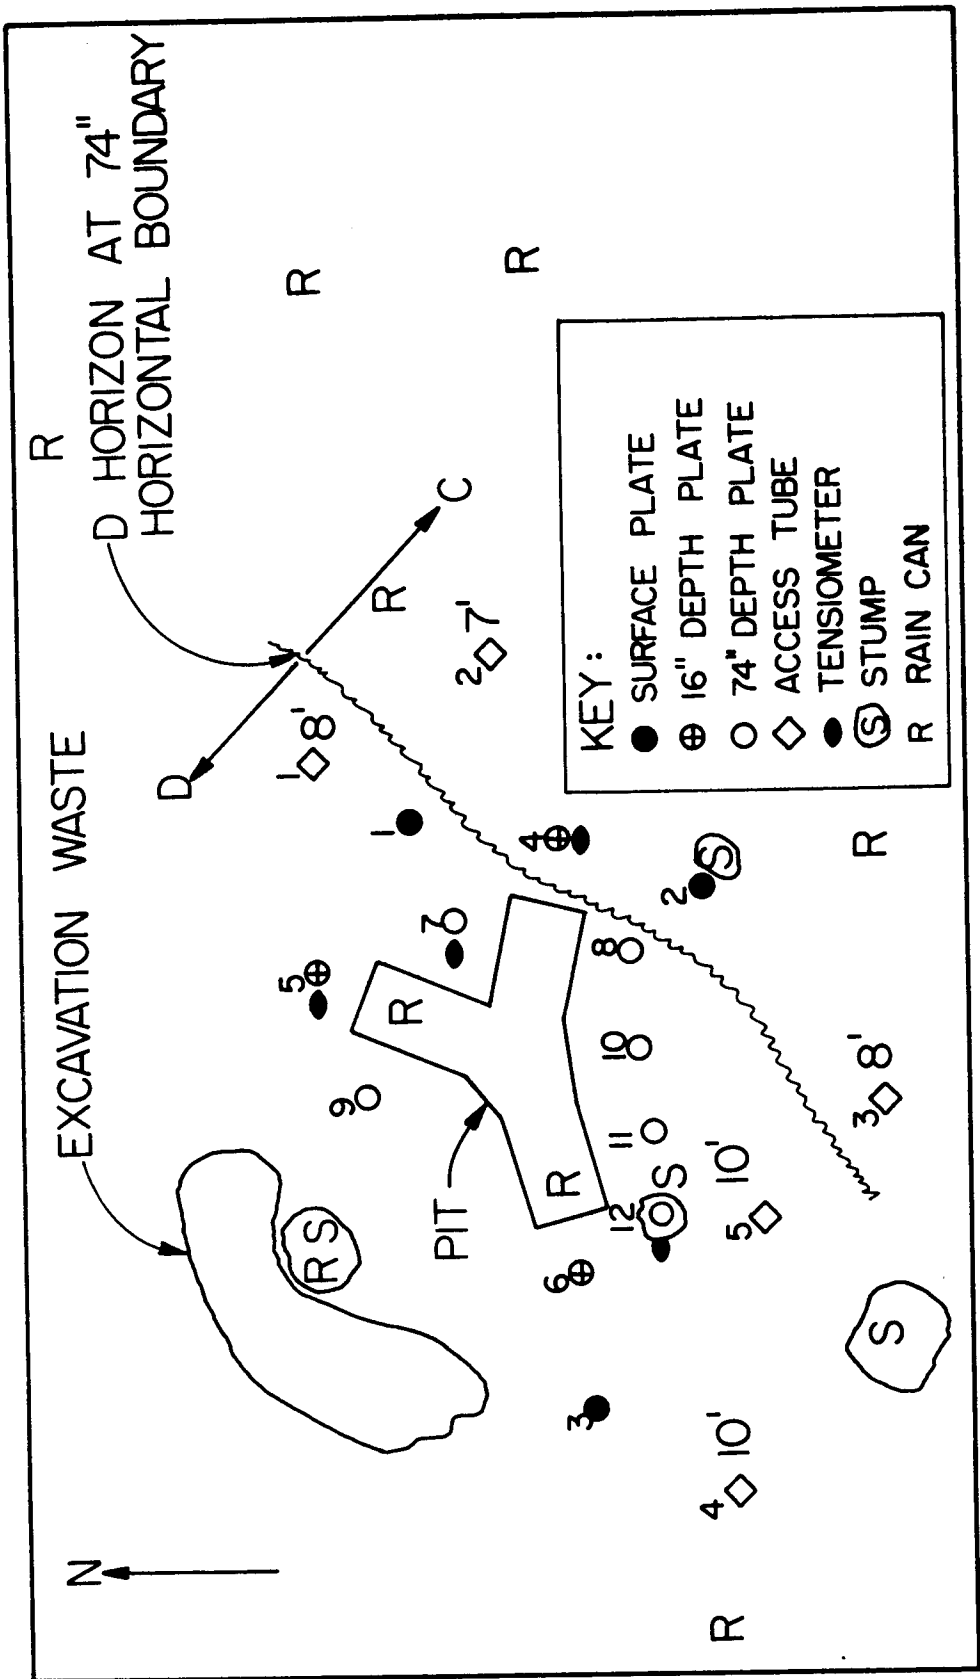 N
EXCAVATION WASTE
R
D HORIZON AT 74"
HORIZONTAL BOUNDARY
D
C
R
R
R
1 8'
2 7'
1
5
7
4
R
9
R S
PIT
R
8
10
11
12
S
6
3
2
S
5 10'
4 10'
3 8'
S
R
R
KEY:
SURFACE PLATE
16" DEPTH PLATE
74" DEPTH PLATE
ACCESS TUBE
TENSIOMETER
S STUMP
R RAIN CAN